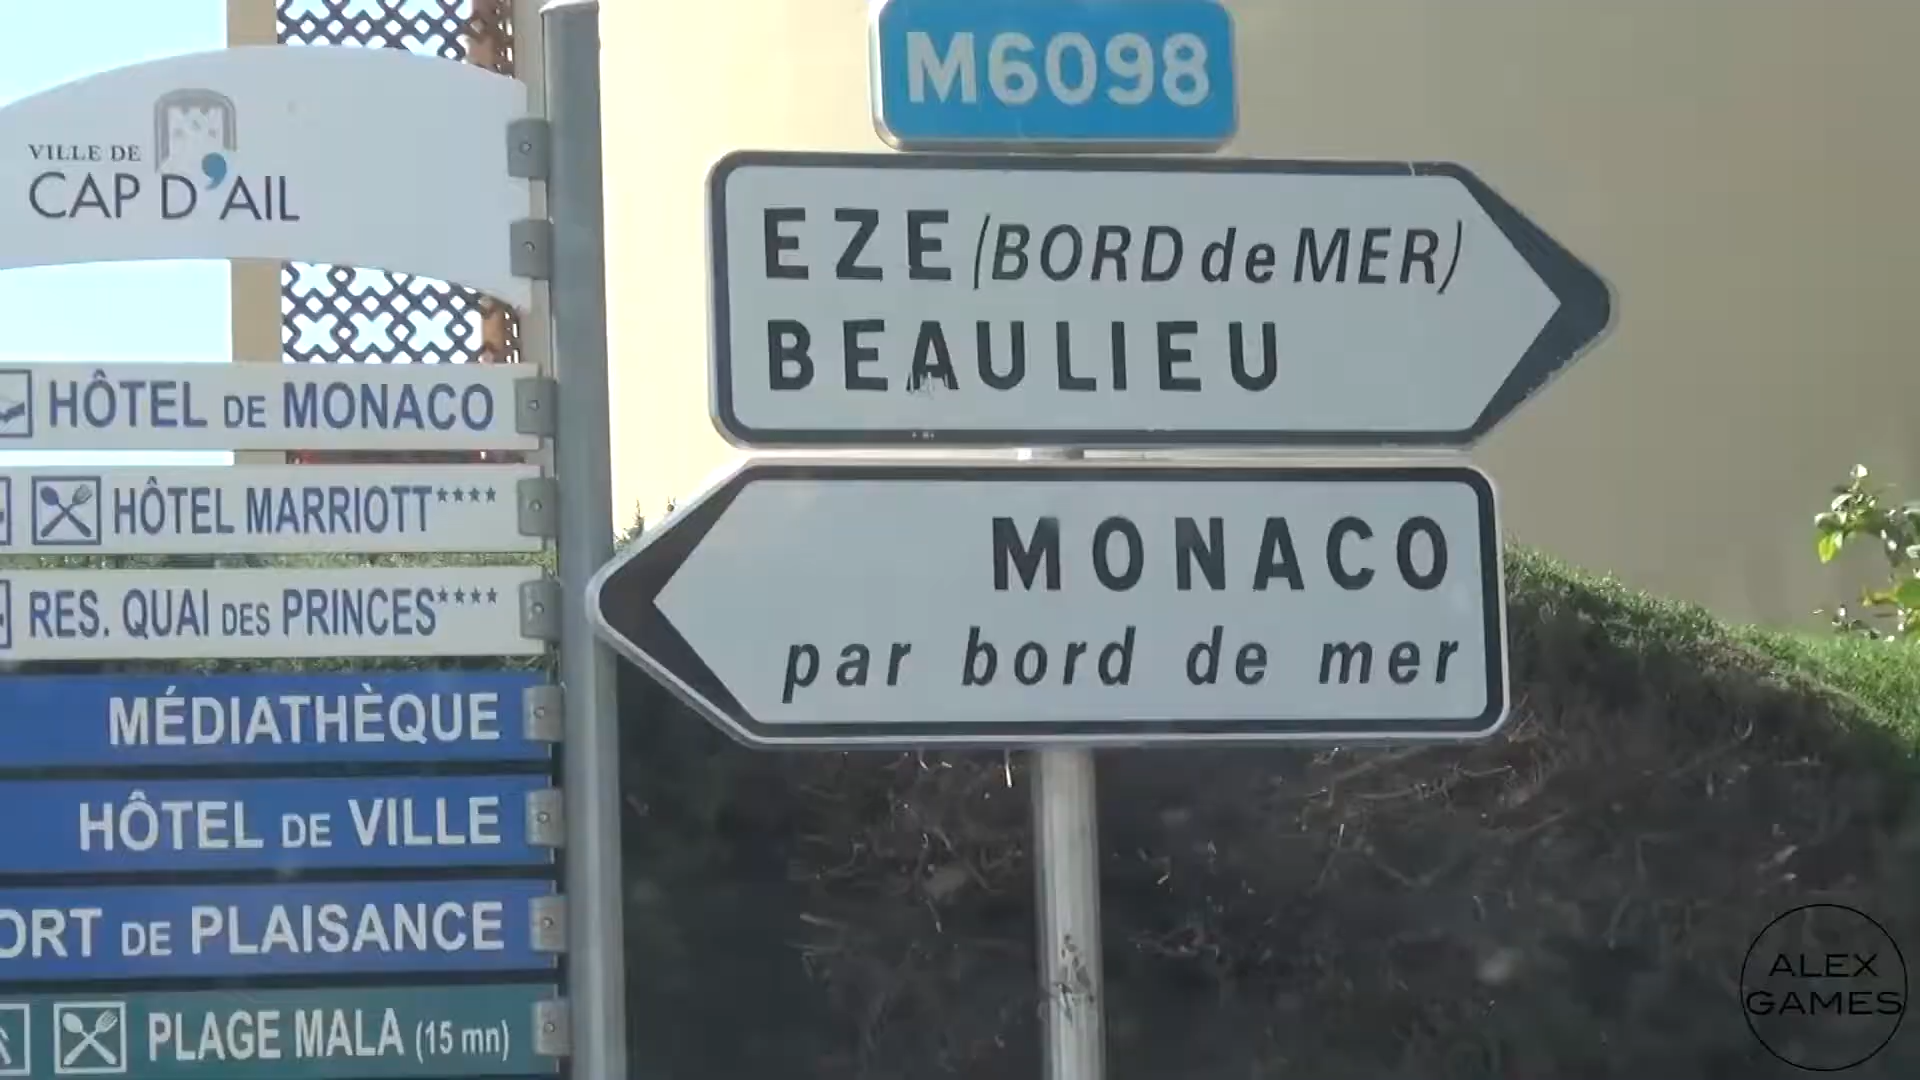 VILLE DE
CAP D'AIL
HÔTEL DE MONACO
HÔTEL MARRIOTT****
RES. QUAI DES PRINCES****
MÉDIATHÈQUE
HÔTEL DE VILLE
ORT DE PLAISANCE
PLAGE MALA (15 mn)
M6098
EZE (BORD de MER)
BEAULIEU
MONACO
par bord de mer
ALEX
GAMES